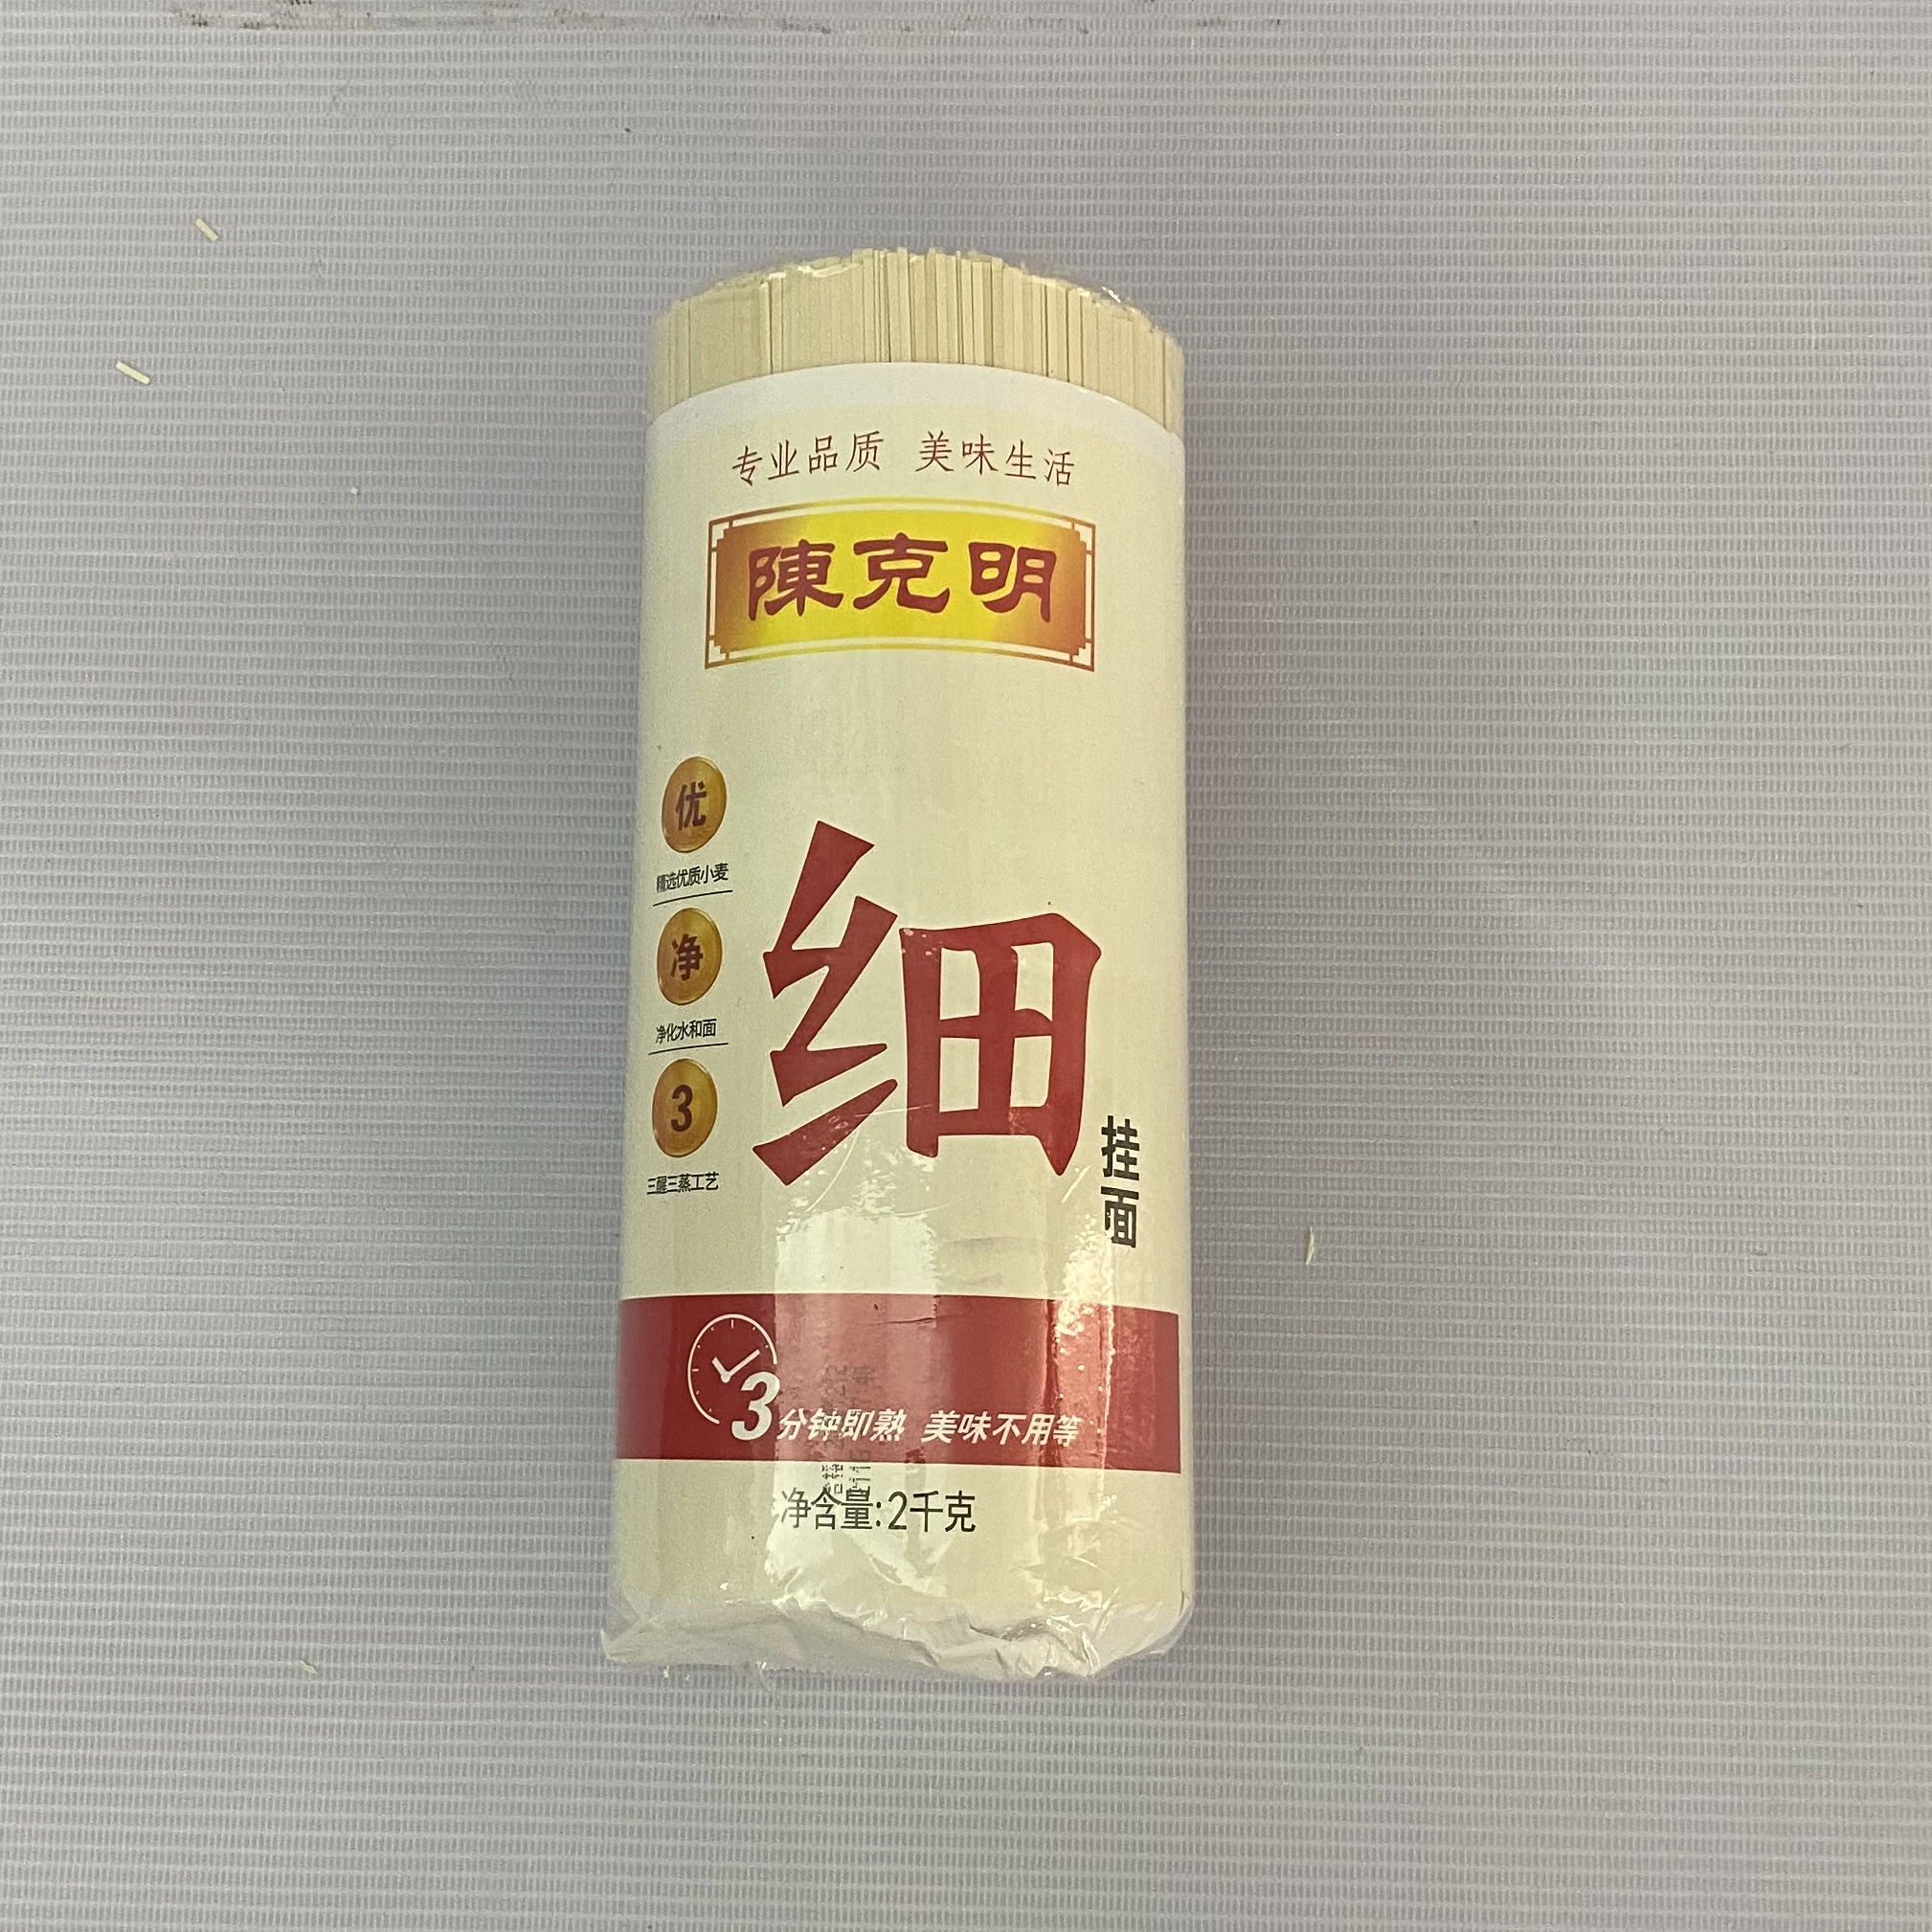 专业品质 美味生活
陳克明
优
精选优质小麦
净
净化水和面
3
三醒三蒸工艺
细
挂面
3分钟即熟 美味不用等
净含量:2千克